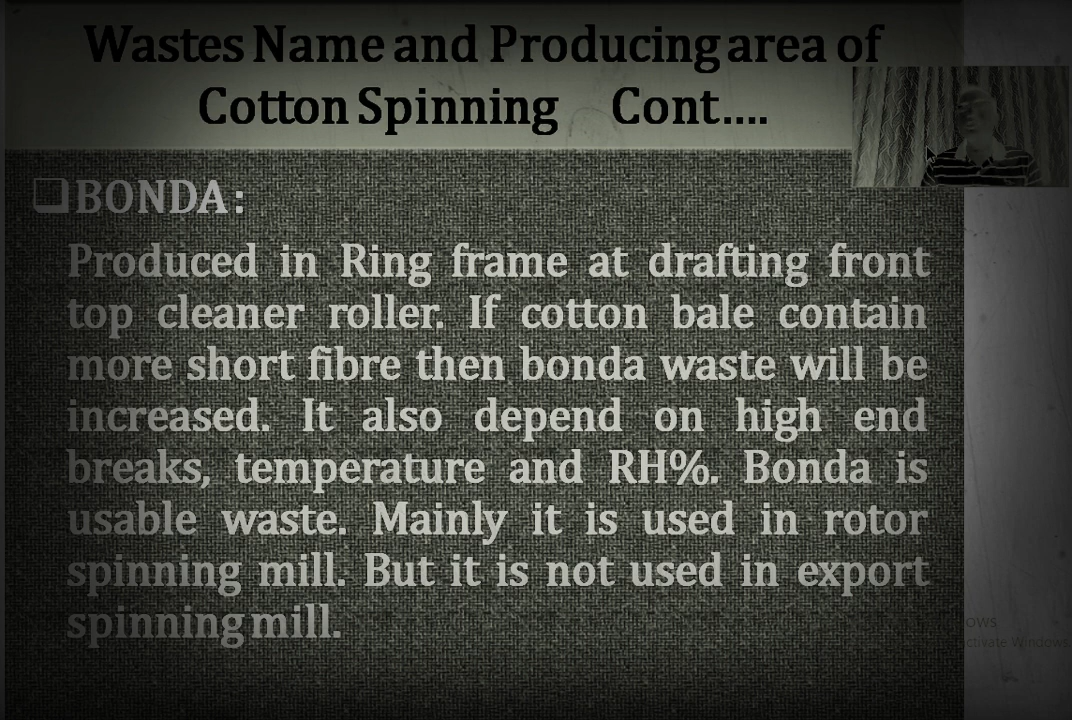 Wastes Name and Producing area of
Cotton Spinning Cont....
BONDA:
Produced in Ring frame at drafting front
top cleaner roller. If cotton bale contain
more short fibre then bonda waste will be
increased. It also depend on high end
breaks, temperature and RH%. Bonda is
usable waste. Mainly it is used in rotor
spinning mill. But it is not used in export
spinning mill.
ows
ctivate Windows